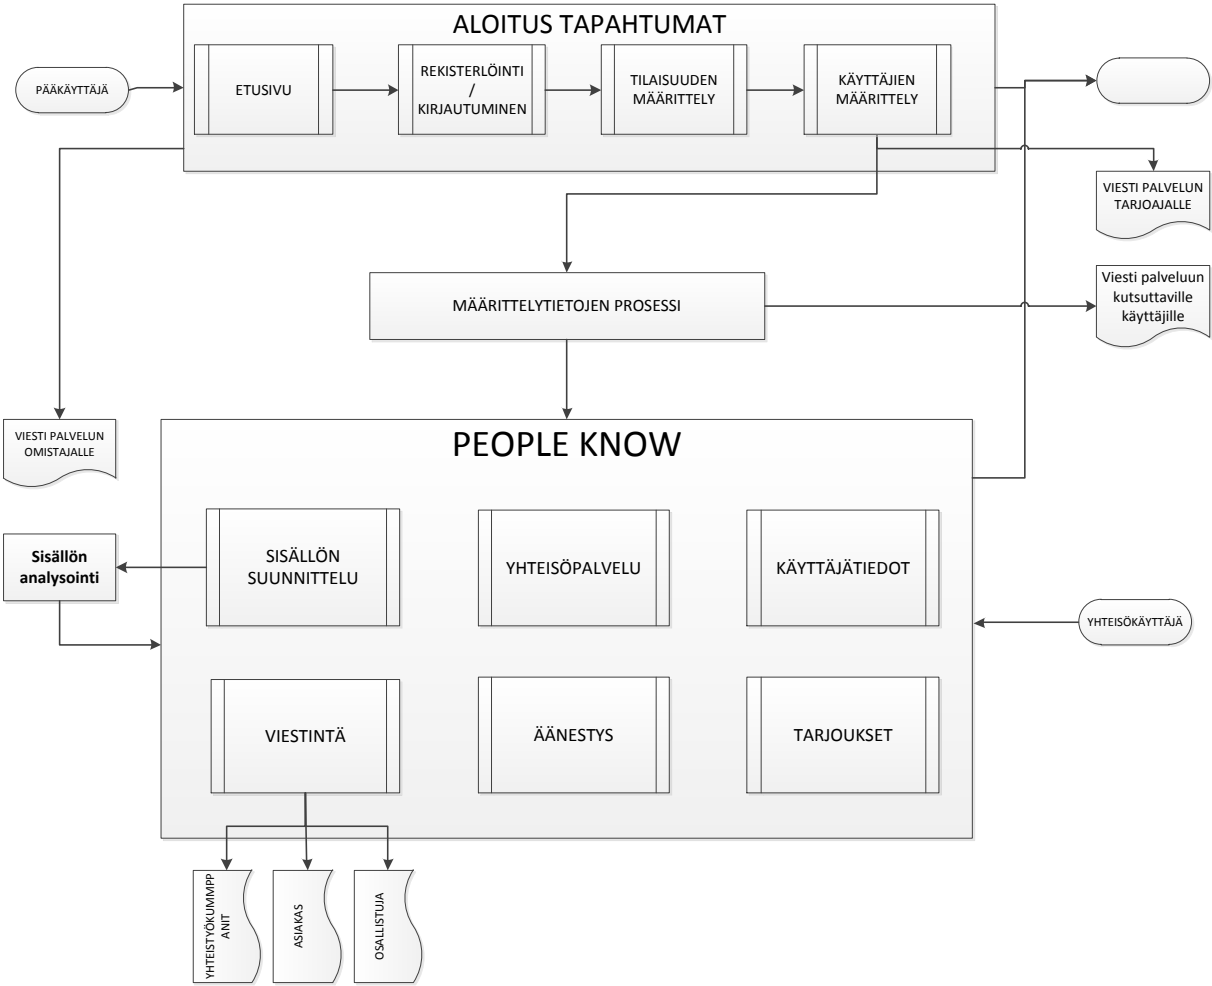 ALOITUS TAPAHTUMAT
PÄÄKÄYTTÄJÄ
ETUSIVU
REKISTERLÖINTI
/
KIRJAUTUMINEN
TILAISUUDEN
MÄÄRITTELY
KÄYTTÄJIEN
MÄÄRITTELY
VIESTI PALVELUN
TARJOAJALLE
MÄÄRITTELYTIETOJEN PROSESSI
Viesti palveluun
kutsuttaville
käyttäjille
VIESTI PALVELUN
OMISTAJALLE
PEOPLE KNOW
Sisällön
analysointi
SISÄLLÖN
SUUNNITTELU
YHTEISÖPALVELU
KÄYTTÄJÄTIEDOT
YHTEISÖKÄYTTÄJÄ
VIESTINTÄ
ÄÄNESTYS
TARJOUKSET
YHTEISTYÖKUMMPP
ANIT
ASIAKAS
OSALLISTUJA